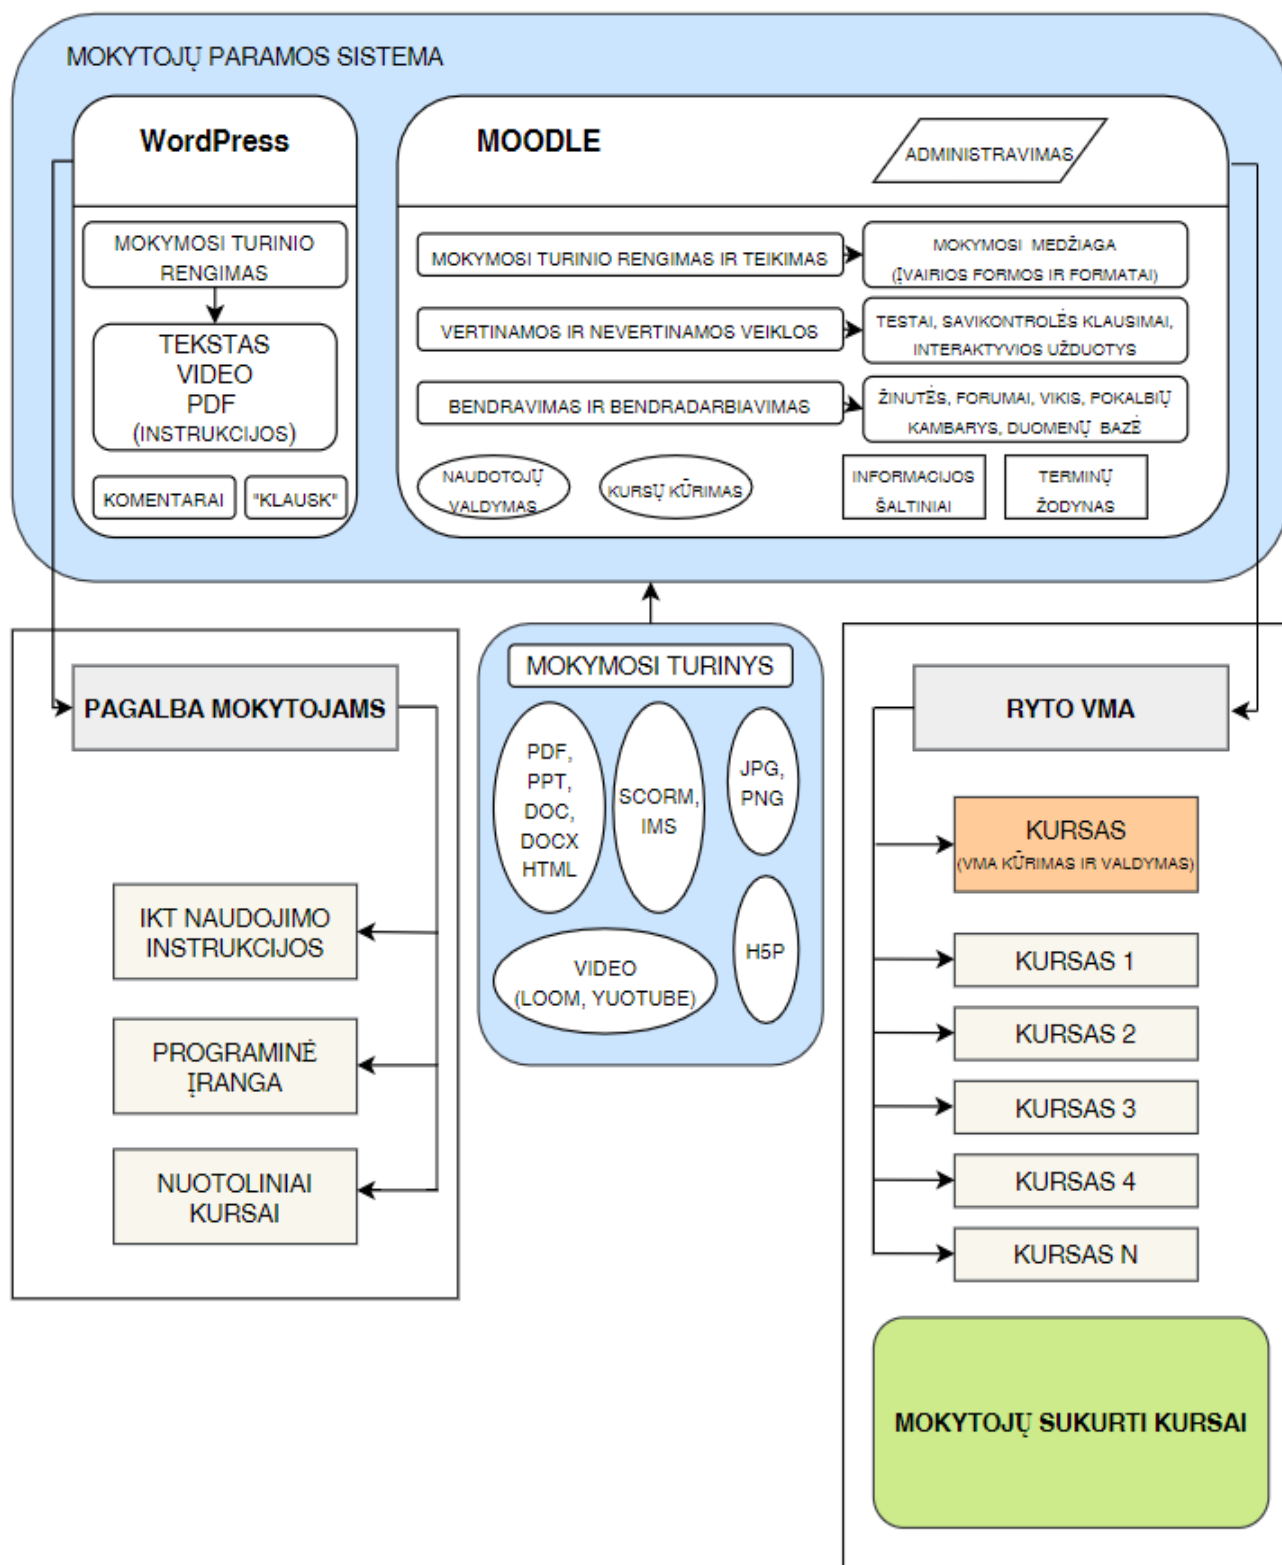 MOKYTOJŲ PARAMOS SISTEMA
WordPress
MOKYMOSI TURINIO
RENGIMAS
TEKSTAS
VIDEO
PDF
(INSTRUKCIJOS)
KOMENTARAI
"KLAUSK"
MOODLE
ADMINISTRAVIMAS
MOKYMOSI TURINIO RENGIMAS IR TEIKIMAS
MOKYMOSI MEDŽIAGA
(ĮVAIRIOS FORMOS IR FORMATAI)
VERTINAMOS IR NEVERTINAMOS VEIKLOS
TESTAI, SAVIKONTROLĖS KLAUSIMAI,
INTERAKTYVIOS UŽDUOTYS
BENDRAVIMAS IR BENDRADARBIAVIMAS
ŽINUTĖS, FORUMAI, VIKIS, POKALBIŲ
KAMBARYS, DUOMENŲ BAZĖ
NAUDOTOJŲ
VALDYMAS
KURSŲ KŪRIMAS
INFORMACIJOS
ŠALTINIAI
TERMINŲ
ŽODYNAS
PAGALBA MOKYTOJAMS
IKT NAUDOJIMO
INSTRUKCIJOS
PROGRAMINĖ
ĮRANGA
NUOTOLINIAI
KURSAI
MOKYMOSI TURINYS
PDF,
PPT,
DOC,
DOCX
HTML
SCORM,
IMS
JPG,
PNG
VIDEO
(LOOM, YUOTUBE)
H5P
RYTO VMA
KURSAS
(VMA KŪRIMAS IR VALDYMAS)
KURSAS 1
KURSAS 2
KURSAS 3
KURSAS 4
KURSAS N
MOKYTOJŲ SUKURTI KURSAI